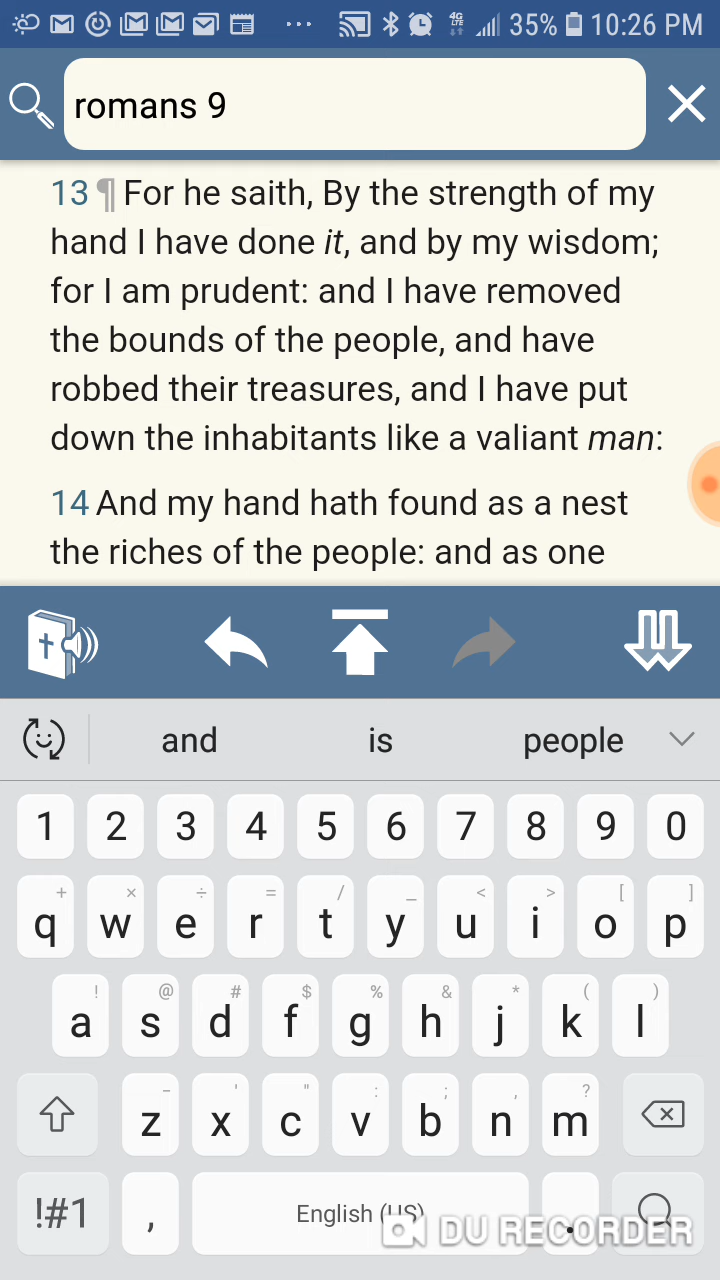 4G LTE 35% 10:26 PM
romans 9
13 ¶ For he saith, By the strength of my
hand I have done it, and by my wisdom;
for I am prudent: and I have removed
the bounds of the people, and have
robbed their treasures, and I have put
down the inhabitants like a valiant man:
14 And my hand hath found as a nest
the riches of the people: and as one
and is people
1 2 3 4 5 6 7 8 9 0
+ × ÷ = / _ < > [ ]
q w e r t y u i o p
! @ # $ % & * ( )
a s d f g h j k l
- ' " : ; , ?
z x c v b n m
!#1 , English (US) .
DU RECORDER